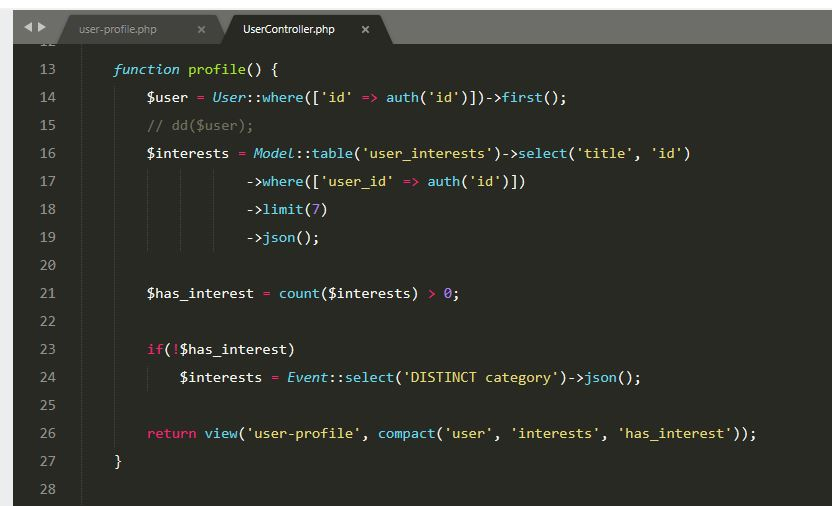 user-profile.php × UserController.php ×
12
13 function profile() {
14 $user = User::where(['id' => auth('id')])->first();
15 // dd($user);
16 $interests = Model::table('user_interests')->select('title', 'id')
17 ->where(['user_id' => auth('id')])
18 ->limit(7)
19 ->json();
20
21 $has_interest = count($interests) > 0;
22
23 if(!$has_interest)
24 $interests = Event::select('DISTINCT category')->json();
25
26 return view('user-profile', compact('user', 'interests', 'has_interest'));
27 }
28